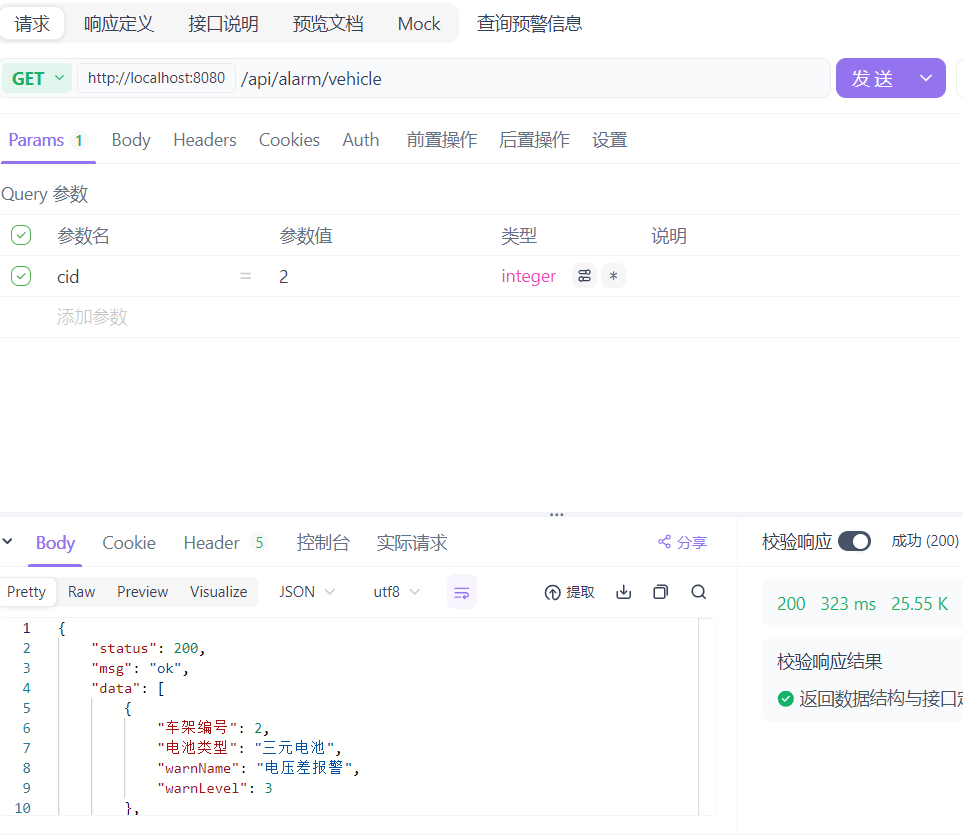 请求 响应定义 接口说明 预览文档 Mock 查询预警信息
GET http://localhost:8080 /api/alarm/vehicle 发送
Params 1 Body Headers Cookies Auth 前置操作 后置操作 设置
Query 参数
参数名 参数值 类型 说明
cid = 2 integer *
添加参数
Body Cookie Header 5 控制台 实际请求 分享 校验响应 成功 (200)
Pretty Raw Preview Visualize JSON utf8 提取
200 323 ms 25.55 K
校验响应结果
返回数据结构与接口定
1 {
2 "status": 200,
3 "msg": "ok",
4 "data": [
5 {
6 "车架编号": 2,
7 "电池类型": "三元电池",
8 "warnName": "电压差报警",
9 "warnLevel": 3
10 },